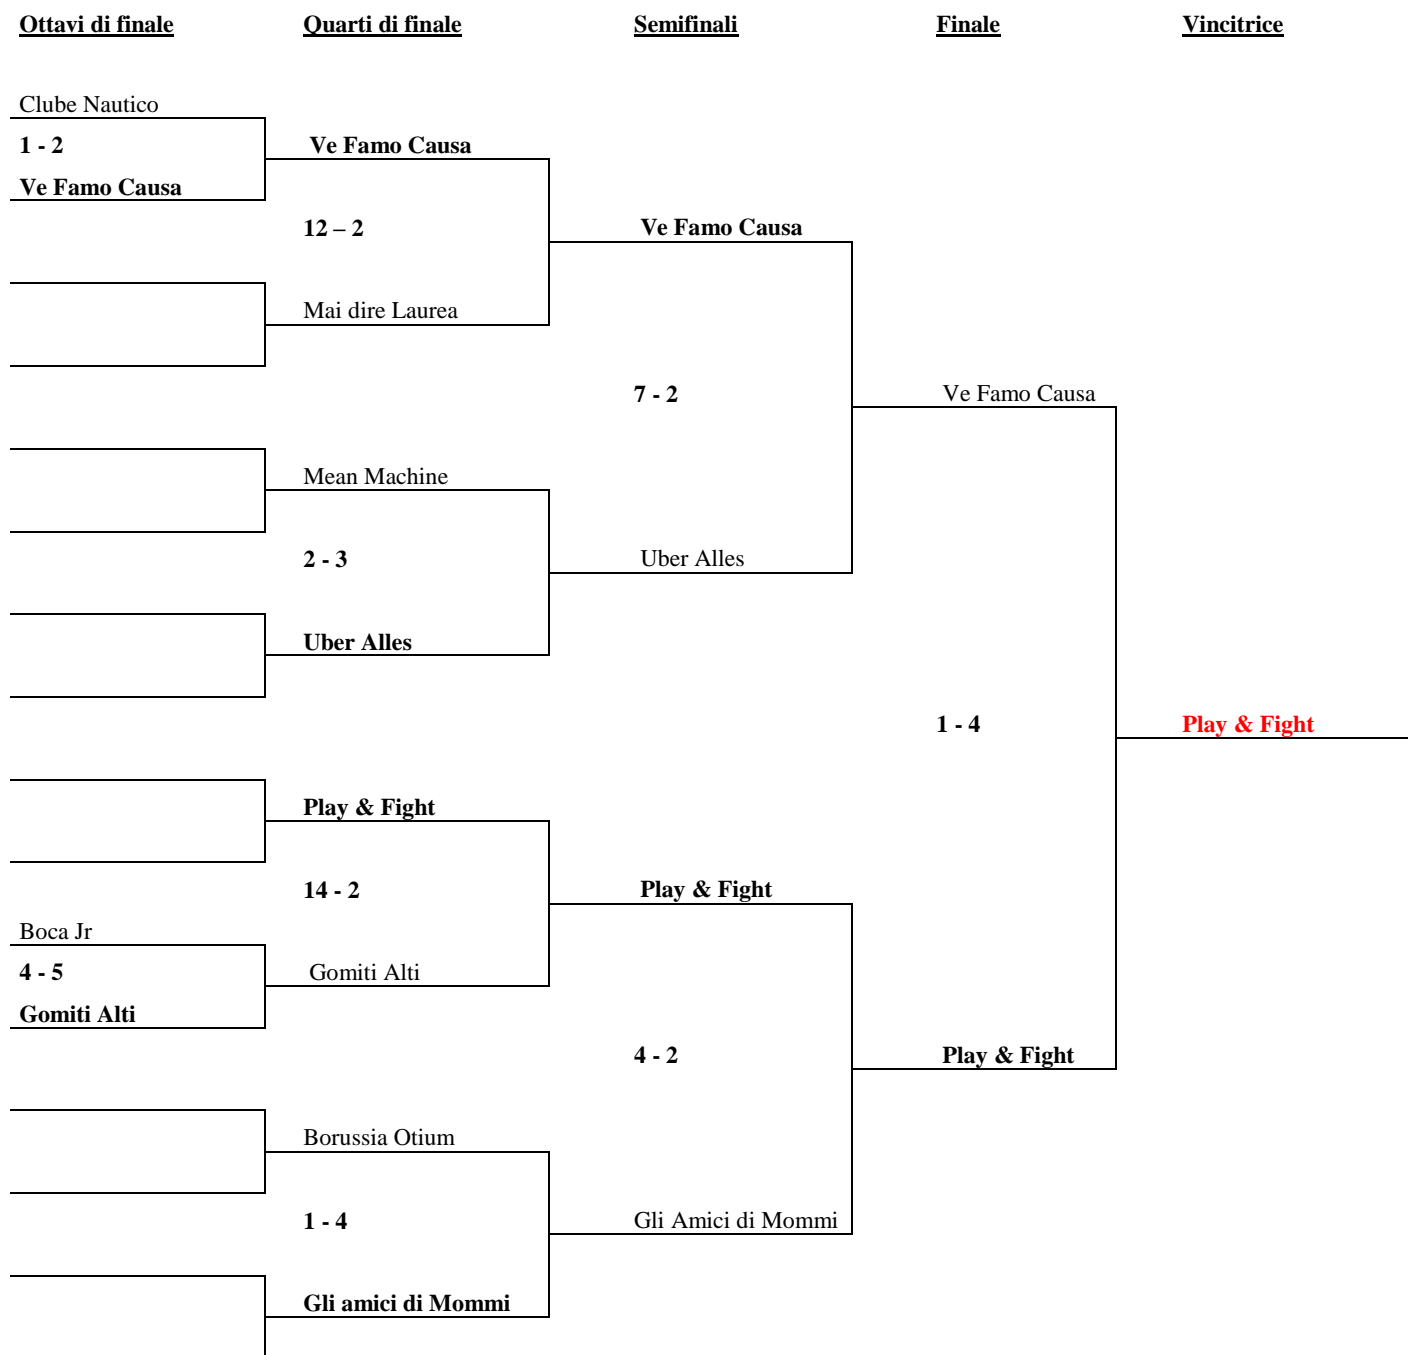 Ottavi di finale
Quarti di finale
Semifinali
Finale
Vincitrice
Clube Nautico
1 - 2
Ve Famo Causa
Ve Famo Causa
12 – 2
Ve Famo Causa
Mai dire Laurea
7 - 2
Ve Famo Causa
Mean Machine
2 - 3
Uber Alles
Uber Alles
1 - 4
Play & Fight
Play & Fight
14 - 2
Play & Fight
Boca Jr
4 - 5
Gomiti Alti
Gomiti Alti
4 - 2
Play & Fight
Borussia Otium
1 - 4
Gli Amici di Mommi
Gli amici di Mommi